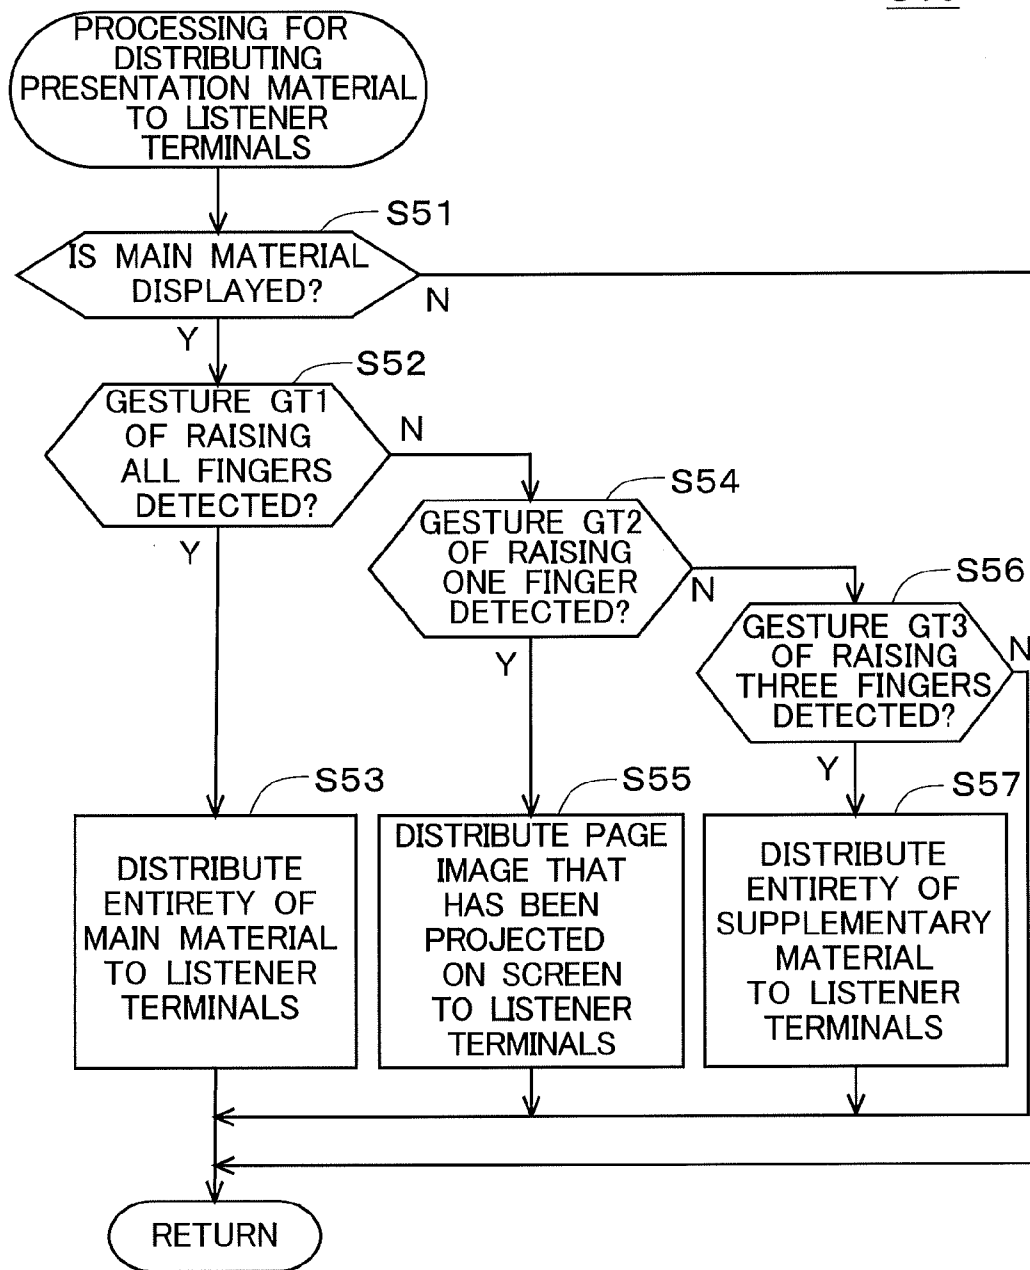 PROCESSING FOR
DISTRIBUTING
PRESENTATION MATERIAL
TO LISTENER
TERMINALS
S51
IS MAIN MATERIAL
DISPLAYED?
N
Y
S52
GESTURE GT1
OF RAISING
ALL FINGERS
DETECTED?
N
Y
S54
GESTURE GT2
OF RAISING
ONE FINGER
DETECTED?
N
Y
S56
GESTURE GT3
OF RAISING
THREE FINGERS
DETECTED?
N
Y
S53
DISTRIBUTE
ENTIRETY OF
MAIN MATERIAL
TO LISTENER
TERMINALS
S55
DISTRIBUTE PAGE
IMAGE THAT
HAS BEEN
PROJECTED
ON SCREEN
TO LISTENER
TERMINALS
S57
DISTRIBUTE
ENTIRETY OF
SUPPLEMENTARY
MATERIAL
TO LISTENER
TERMINALS
RETURN